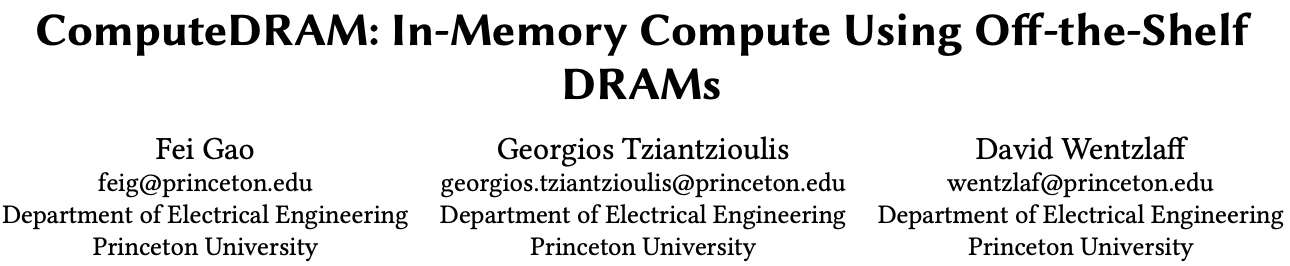 ComputeDRAM: In-Memory Compute Using Off-the-Shelf
DRAMs
Fei Gao
feig@princeton.edu
Department of Electrical Engineering
Princeton University
Georgios Tziantzioulis
georgios.tziantzioulis@princeton.edu
Department of Electrical Engineering
Princeton University
David Wentzlaff
wentzlaf@princeton.edu
Department of Electrical Engineering
Princeton University